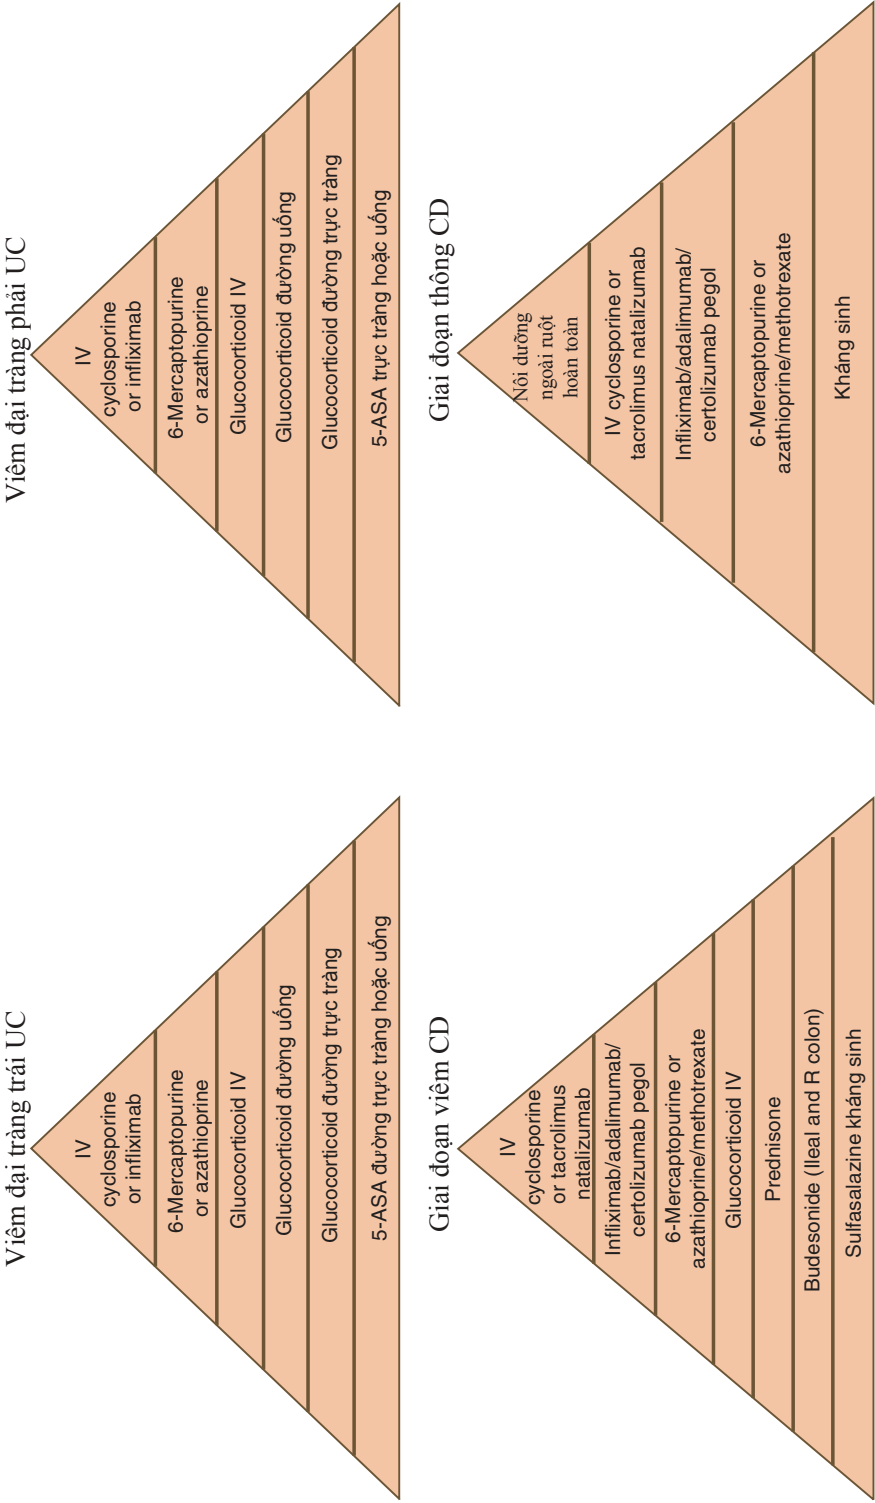 Viêm đại tràng trái UC
IV
cyclosporine
or infliximab
6-Mercaptopurine
or azathioprine
Glucocorticoid IV
Glucocorticoid đường uống
Glucocorticoid đường trực tràng
5-ASA đường trực tràng hoặc uống
Viêm đại tràng phải UC
IV
cyclosporine
or infliximab
6-Mercaptopurine
or azathioprine
Glucocorticoid IV
Glucocorticoid đường uống
Glucocorticoid đường trực tràng
5-ASA trực tràng hoặc uống
Giai đoạn viêm CD
IV
cyclosporine
or tacrolimus
natalizumab
Infliximab/adalimumab/
certolizumab pegol
6-Mercaptopurine or
azathioprine/methotrexate
Glucocorticoid IV
Prednisone
Budesonide (Ileal and R colon)
Sulfasalazine kháng sinh
Giai đoạn thông CD
Nôi dưỡng
ngoài ruột
hoàn toàn
IV cyclosporine or
tacrolimus natalizumab
Infliximab/adalimumab/
certolizumab pegol
6-Mercaptopurine or
azathioprine/methotrexate
Kháng sinh